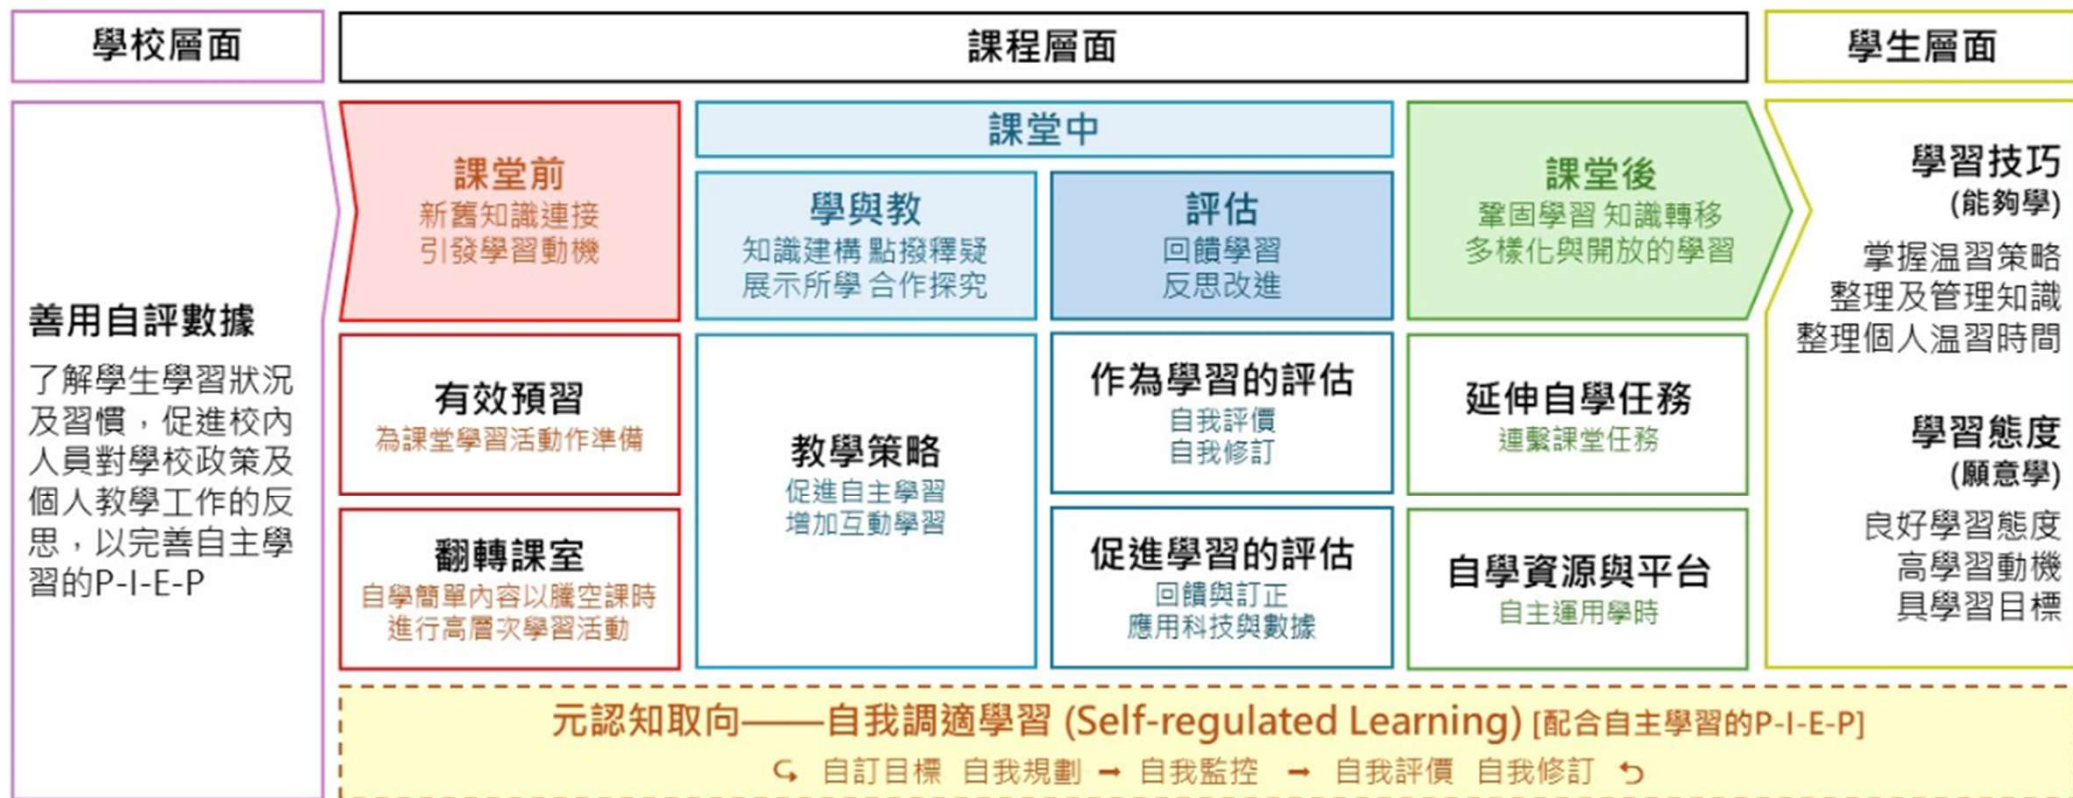 學校層面
善用自評數據
了解學生學習狀況
及習慣，促進校內
人員對學校政策及
個人教學工作的反
思，以完善自主學
習的P-I-E-P
課程層面
課堂前
新舊知識連接
引發學習動機
有效預習
為課堂學習活動作準備
翻轉課室
自學簡單內容以騰空課時
進行高層次學習活動
課堂中
學與教
知識建構 點撥釋疑
展示所學 合作探究
教學策略
促進自主學習
增加互動學習
評估
回饋學習
反思改進
作為學習的評估
自我評價
自我修訂
促進學習的評估
回饋與訂正
應用科技與數據
課堂後
鞏固學習 知識轉移
多樣化與開放的學習
延伸自學任務
連繫課堂任務
自學資源與平台
自主運用學時
學生層面
學習技巧
(能夠學)
掌握温習策略
整理及管理知識
整理個人温習時間
學習態度
(願意學)
良好學習態度
高學習動機
具學習目標
元認知取向——自我調適學習 (Self-regulated Learning) [配合自主學習的P-I-E-P]
自訂目標 自我規劃 → 自我監控 → 自我評價 自我修訂